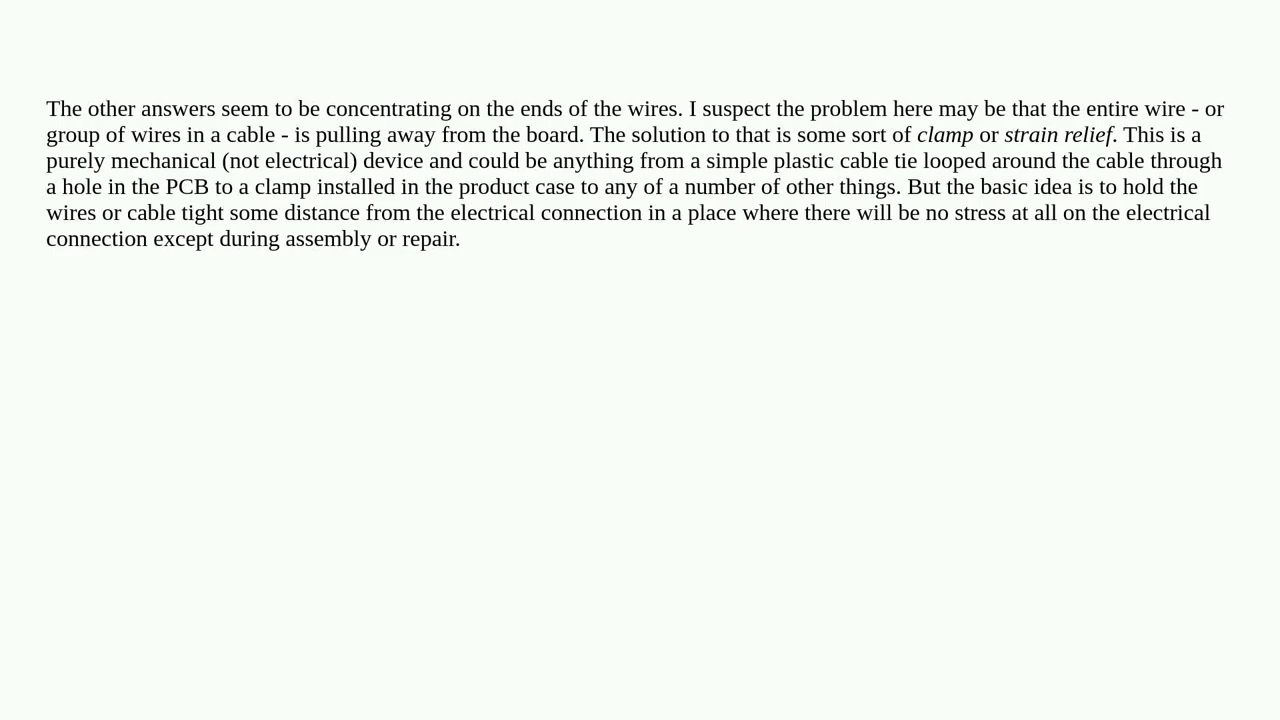 The other answers seem to be concentrating on the ends of the wires. I suspect the problem here may be that the entire wire - or
group of wires in a cable - is pulling away from the board. The solution to that is some sort of clamp or strain relief. This is a
purely mechanical (not electrical) device and could be anything from a simple plastic cable tie looped around the cable through
a hole in the PCB to a clamp installed in the product case to any of a number of other things. But the basic idea is to hold the
wires or cable tight some distance from the electrical connection in a place where there will be no stress at all on the electrical
connection except during assembly or repair.